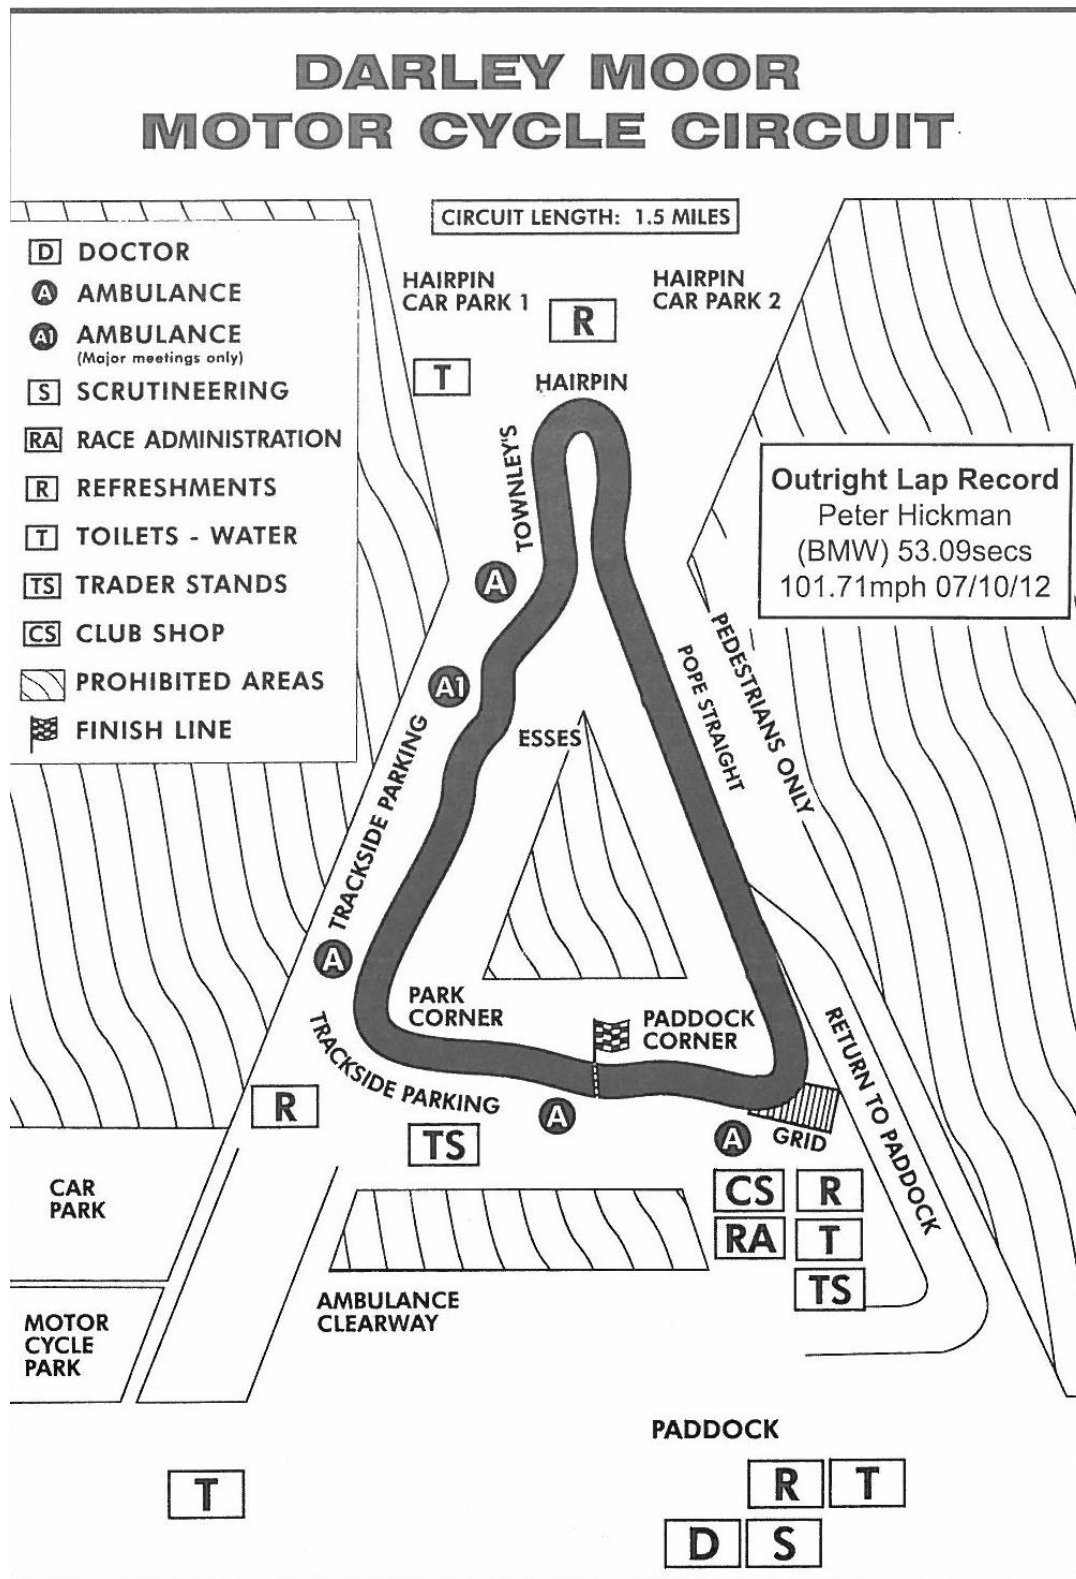 DARLEY MOOR
MOTOR CYCLE CIRCUIT
CIRCUIT LENGTH: 1.5 MILES
D DOCTOR
A AMBULANCE
A1 AMBULANCE
(Major meetings only)
S SCRUTINEERING
RA RACE ADMINISTRATION
R REFRESHMENTS
T TOILETS - WATER
TS TRADER STANDS
CS CLUB SHOP
PROHIBITED AREAS
FINISH LINE
HAIRPIN
CAR PARK 1
HAIRPIN
CAR PARK 2
R
T
HAIRPIN
TOWNLEY'S
Outright Lap Record
Peter Hickman
(BMW) 53.09secs
101.71mph 07/10/12
A
A1
PEDESTRIANS ONLY
POPE STRAIGHT
ESSES
TRACKSIDE PARKING
A
PARK
CORNER
PADDOCK
CORNER
TRACKSIDE PARKING
RETURN TO PADDOCK
R
A
TS
A
GRID
CS
R
RA
T
TS
CAR
PARK
AMBULANCE
CLEARWAY
MOTOR
CYCLE
PARK
PADDOCK
T
R
T
D
S